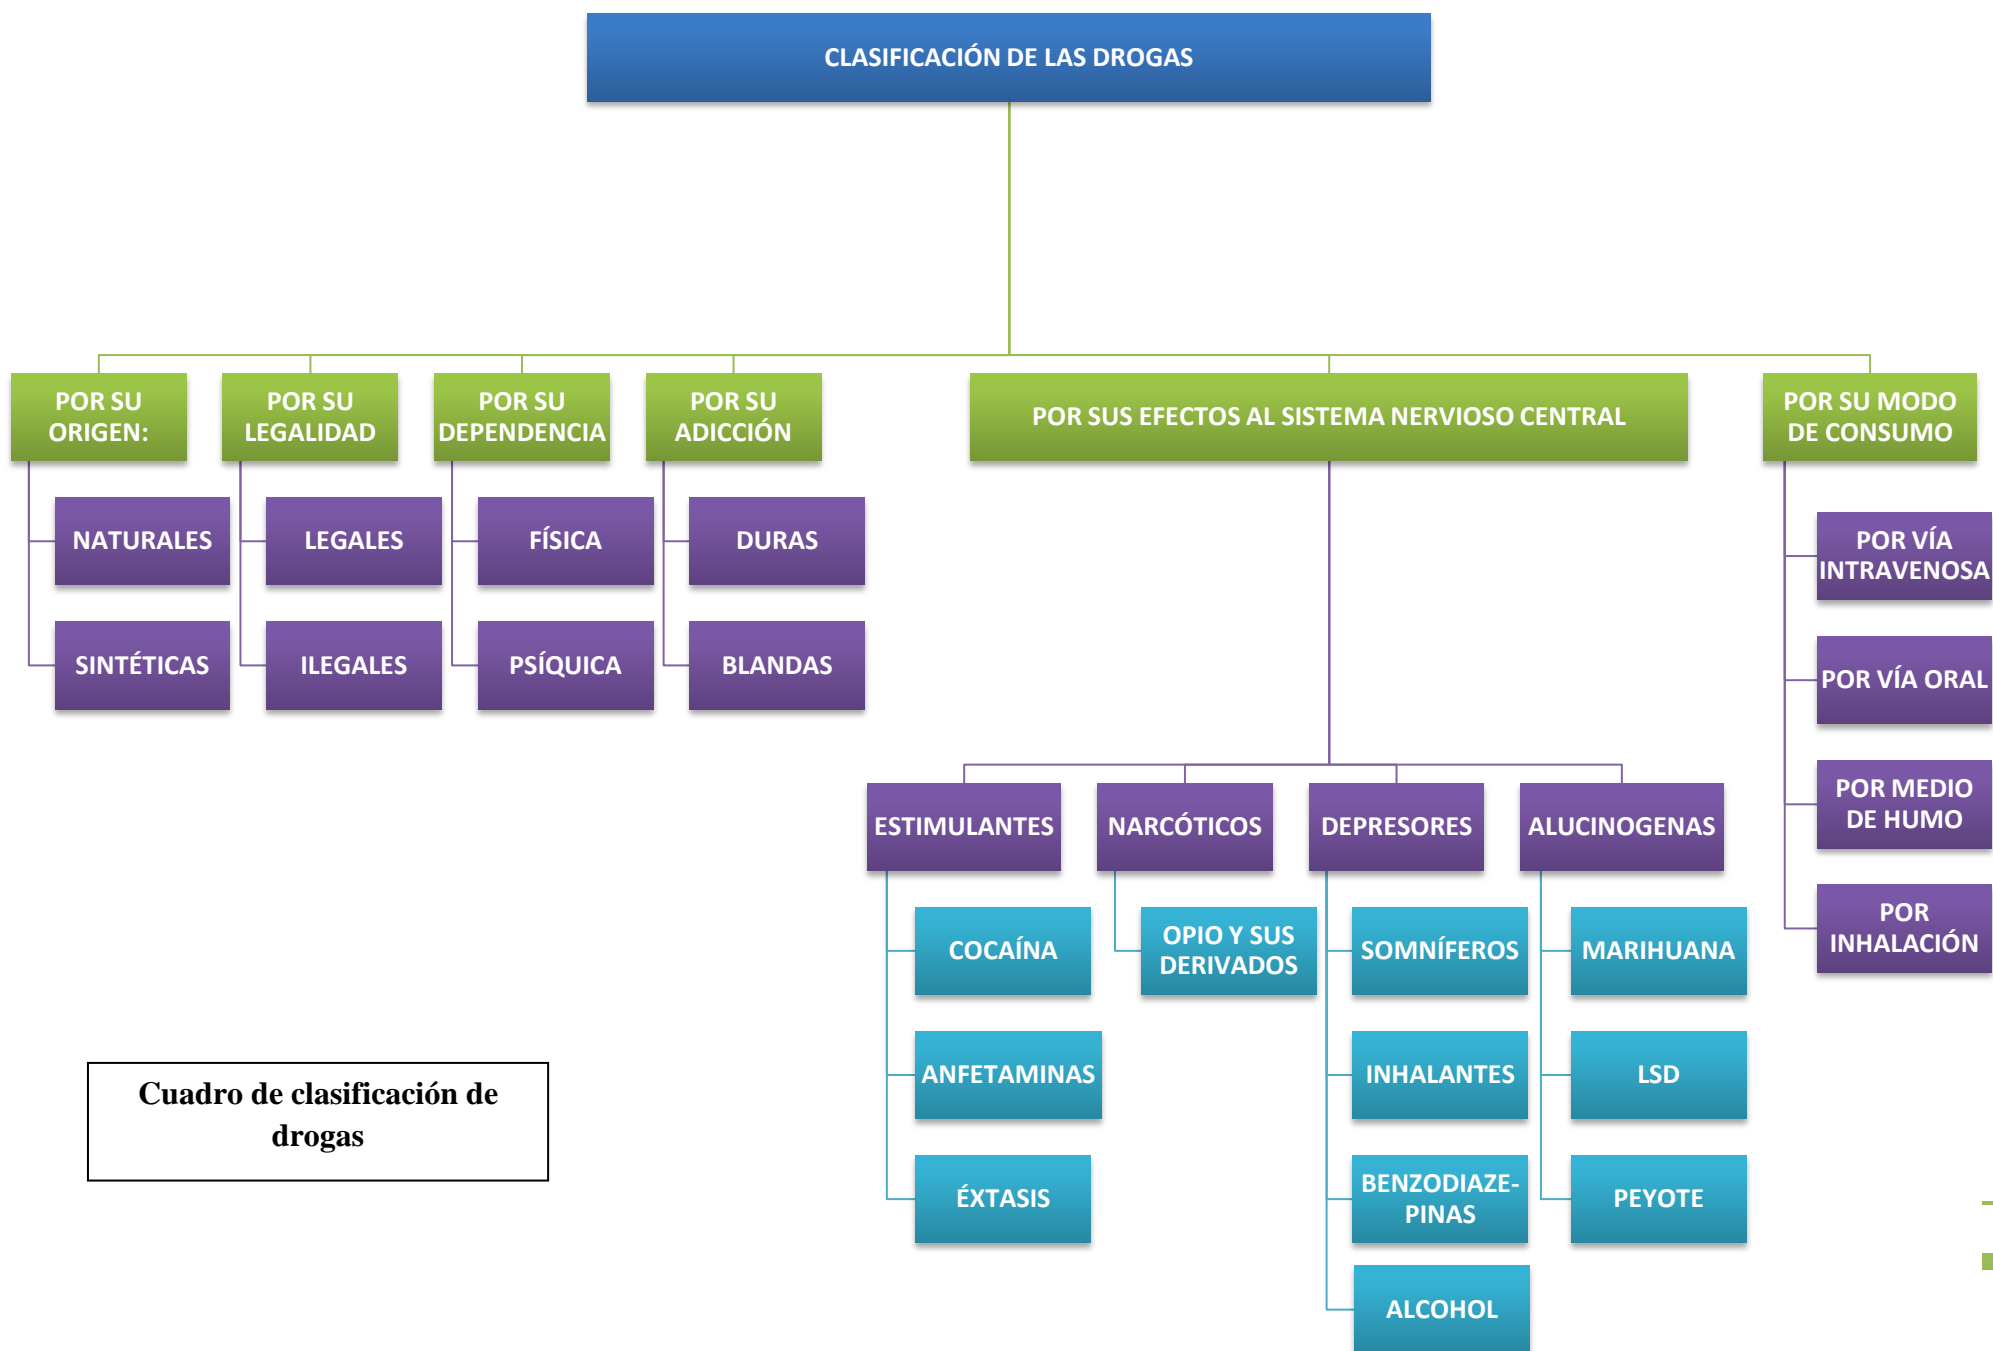 CLASIFICACIÓN DE LAS DROGAS
POR SU
ORIGEN:
NATURALES
SINTÉTICAS
POR SU
LEGALIDAD
LEGALES
ILEGALES
POR SU
DEPENDENCIA
FÍSICA
PSÍQUICA
POR SU
ADICCIÓN
DURAS
BLANDAS
POR SUS EFECTOS AL SISTEMA NERVIOSO CENTRAL
ESTIMULANTES
COCAÍNA
ANFETAMINAS
ÉXTASIS
NARCÓTICOS
OPIO Y SUS
DERIVADOS
DEPRESORES
SOMNÍFEROS
INHALANTES
BENZODIAZE-
PINAS
ALCOHOL
ALUCINOGENAS
MARIHUANA
LSD
PEYOTE
POR SU MODO
DE CONSUMO
POR VÍA
INTRAVENOSA
POR VÍA ORAL
POR MEDIO
DE HUMO
POR
INHALACIÓN
Cuadro de clasificación de
drogas